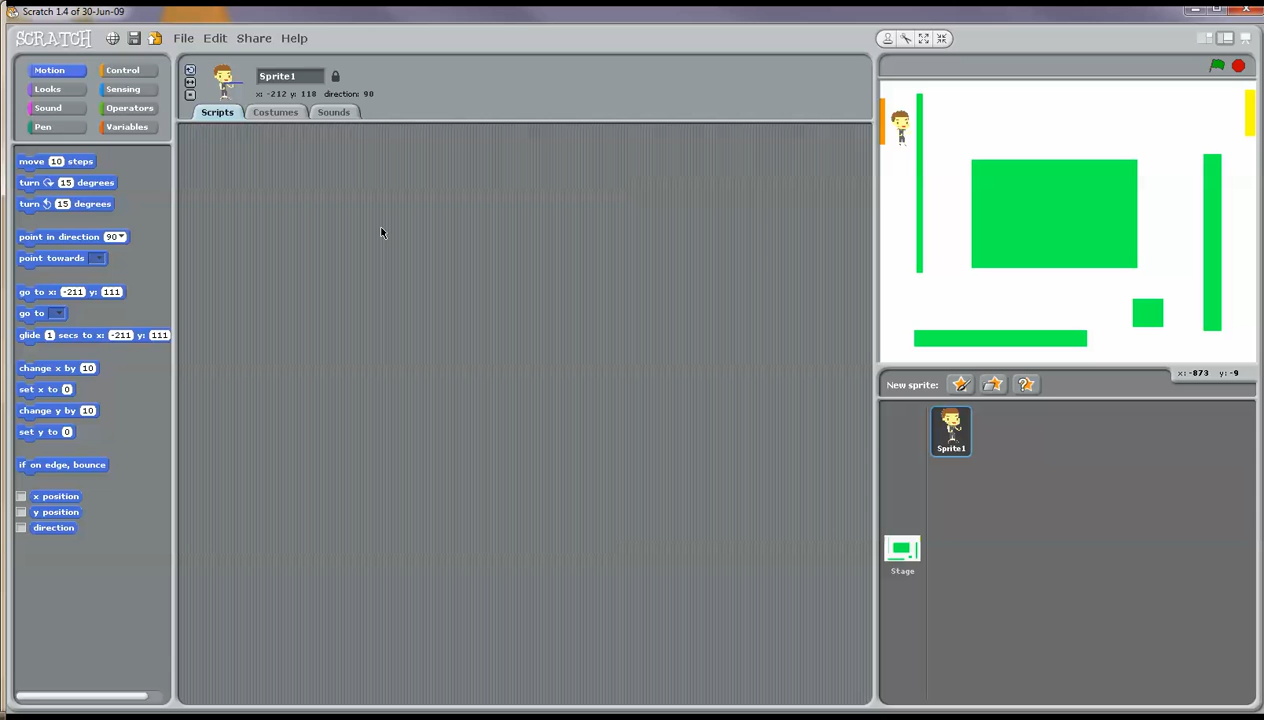 Scratch 1.4 of 30-Jun-09
SCRATCH File Edit Share Help
Motion Control
Looks Sensing
Sound Operators
Pen Variables
Sprite1
x: -212 y: 118 direction: 90
Scripts Costumes Sounds
move 10 steps
turn 15 degrees
turn 15 degrees
point in direction 90
point towards
go to x: -211 y: 111
go to
glide 1 secs to x: -211 y: 111
change x by 10
set x to 0
change y by 10
set y to 0
if on edge, bounce
x position
y position
direction
x: -873 y: -9
New sprite:
Sprite1
Stage